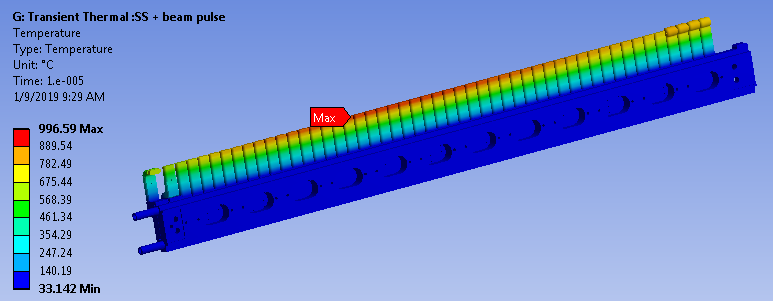 G: Transient Thermal :SS + beam pulse
Temperature
Type: Temperature
Unit: °C
Time: 1.e-005
1/9/2019 9:29 AM
996.59 Max
889.54
782.49
675.44
568.39
461.34
354.29
247.24
140.19
33.142 Min
Max